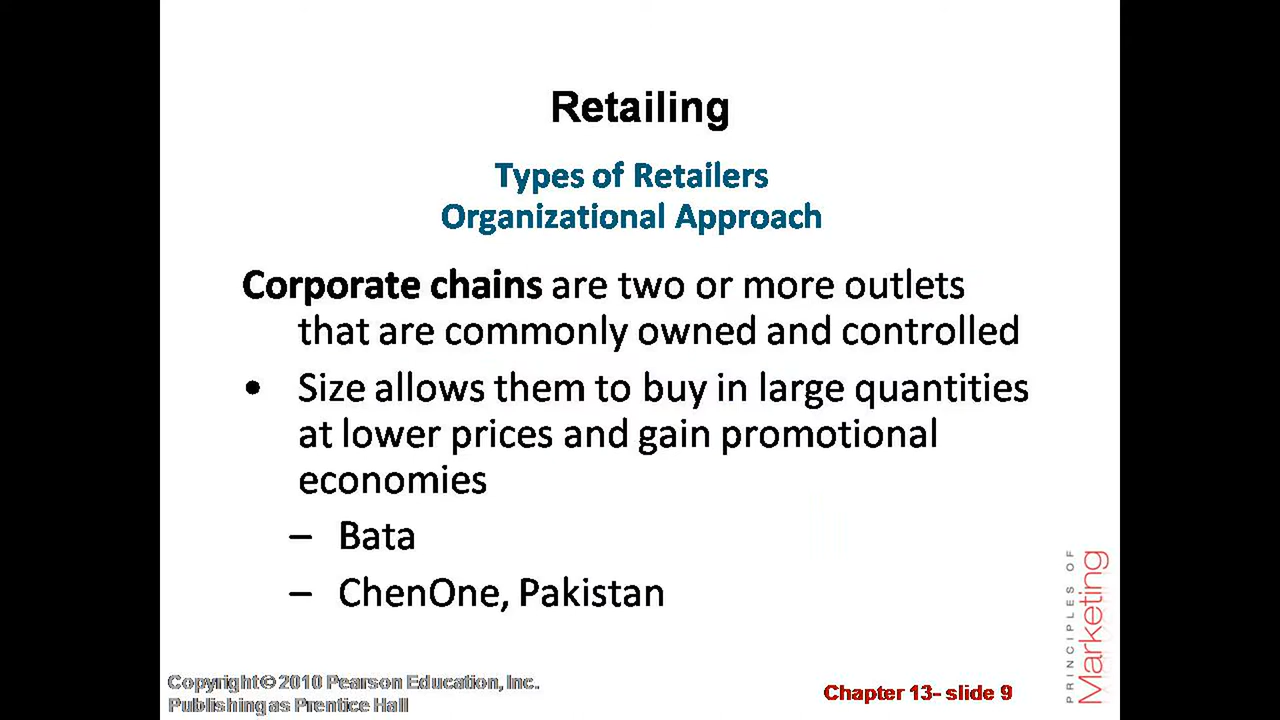 Retailing
Types of Retailers
Organizational Approach
Corporate chains are two or more outlets
that are commonly owned and controlled
• Size allows them to buy in large quantities
at lower prices and gain promotional
economies
– Bata
– ChenOne, Pakistan
PRINCIPLES OF
Marketing
Copyright © 2010 Pearson Education, Inc.
Publishing as Prentice Hall
Chapter 13- slide 9